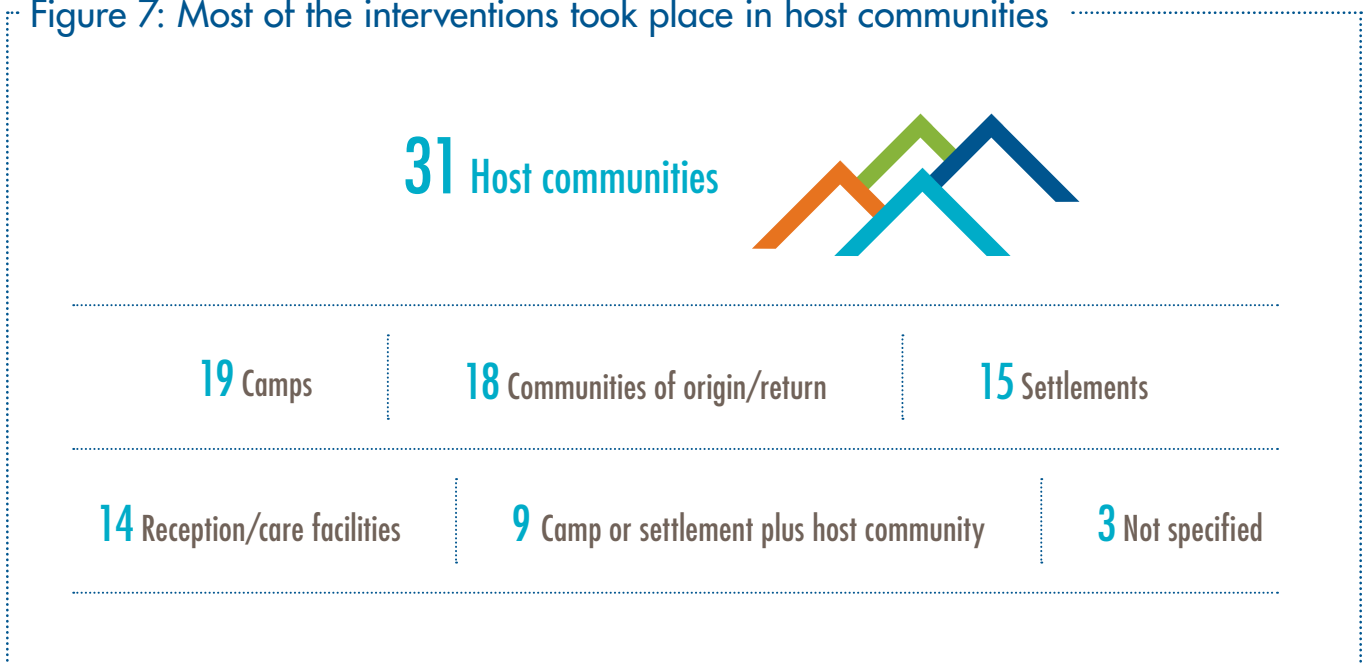 Figure 7: Most of the interventions took place in host communities
31 Host communities
19 Camps
18 Communities of origin/return
15 Settlements
14 Reception/care facilities
9 Camp or settlement plus host community
3 Not specified